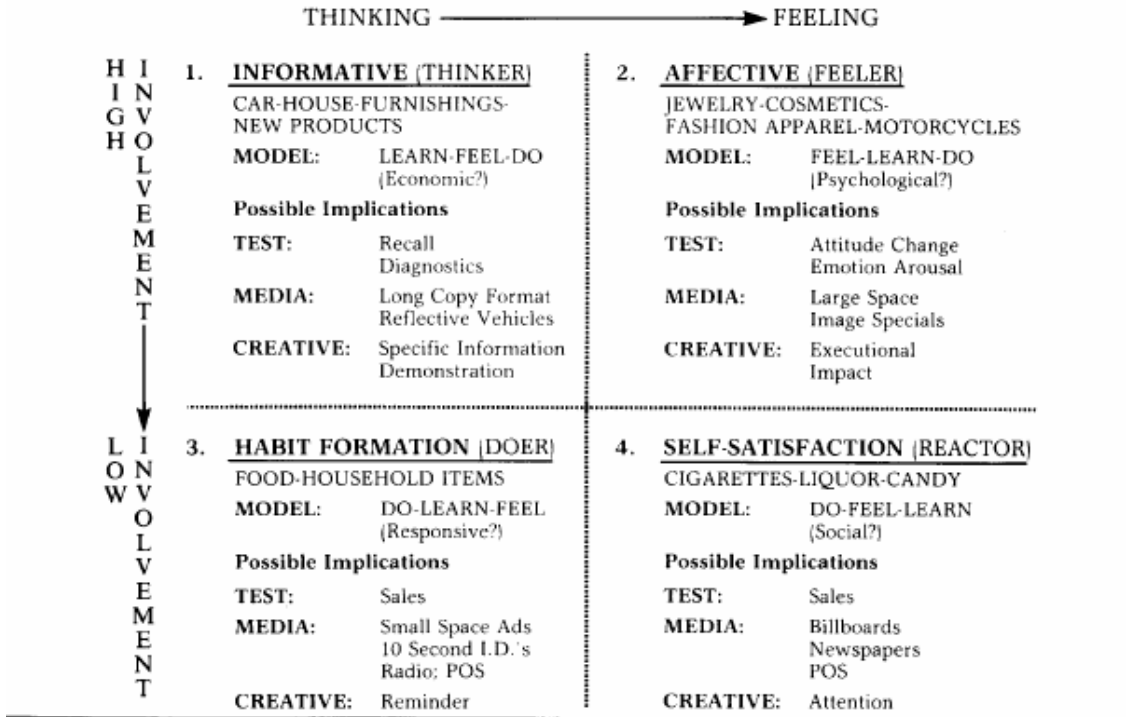 THINKING FEELING
HIGH INVOLVEMENT
1. INFORMATIVE (THINKER)
CAR-HOUSE-FURNISHINGS-
NEW PRODUCTS
MODEL: LEARN-FEEL-DO
(Economic?)
Possible Implications
TEST: Recall
Diagnostics
MEDIA: Long Copy Format
Reflective Vehicles
CREATIVE: Specific Information
Demonstration
2. AFFECTIVE (FEELER)
JEWELRY-COSMETICS-
FASHION APPAREL-MOTORCYCLES
MODEL: FEEL-LEARN-DO
(Psychological?)
Possible Implications
TEST: Attitude Change
Emotion Arousal
MEDIA: Large Space
Image Specials
CREATIVE: Executional
Impact
LOW INVOLVEMENT
3. HABIT FORMATION (DOER)
FOOD-HOUSEHOLD ITEMS
MODEL: DO-LEARN-FEEL
(Responsive?)
Possible Implications
TEST: Sales
MEDIA: Small Space Ads
10 Second I.D.'s
Radio; POS
CREATIVE: Reminder
4. SELF-SATISFACTION (REACTOR)
CIGARETTES-LIQUOR-CANDY
MODEL: DO-FEEL-LEARN
(Social?)
Possible Implications
TEST: Sales
MEDIA: Billboards
Newspapers
POS
CREATIVE: Attention